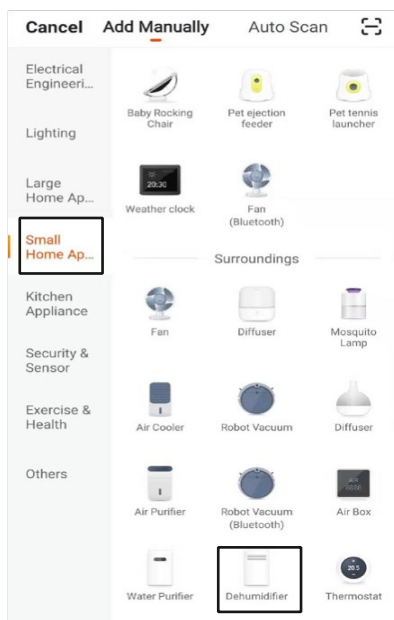 Cancel
Add Manually
Auto Scan
Electrical
Engineeri...
Lighting
Large
Home Ap...
Small
Home Ap...
Kitchen
Appliance
Security &
Sensor
Exercise &
Health
Others
Baby Rocking
Chair
Pet ejection
feeder
Pet tennis
launcher
20:30
Weather clock
Fan
(Bluetooth)
Surroundings
Fan
Diffuser
Mosquito
Lamp
Air Cooler
Robot Vacuum
Diffuser
Air Purifier
Robot Vacuum
(Bluetooth)
Air Box
Water Purifier
Dehumidifier
20.5
Thermostat